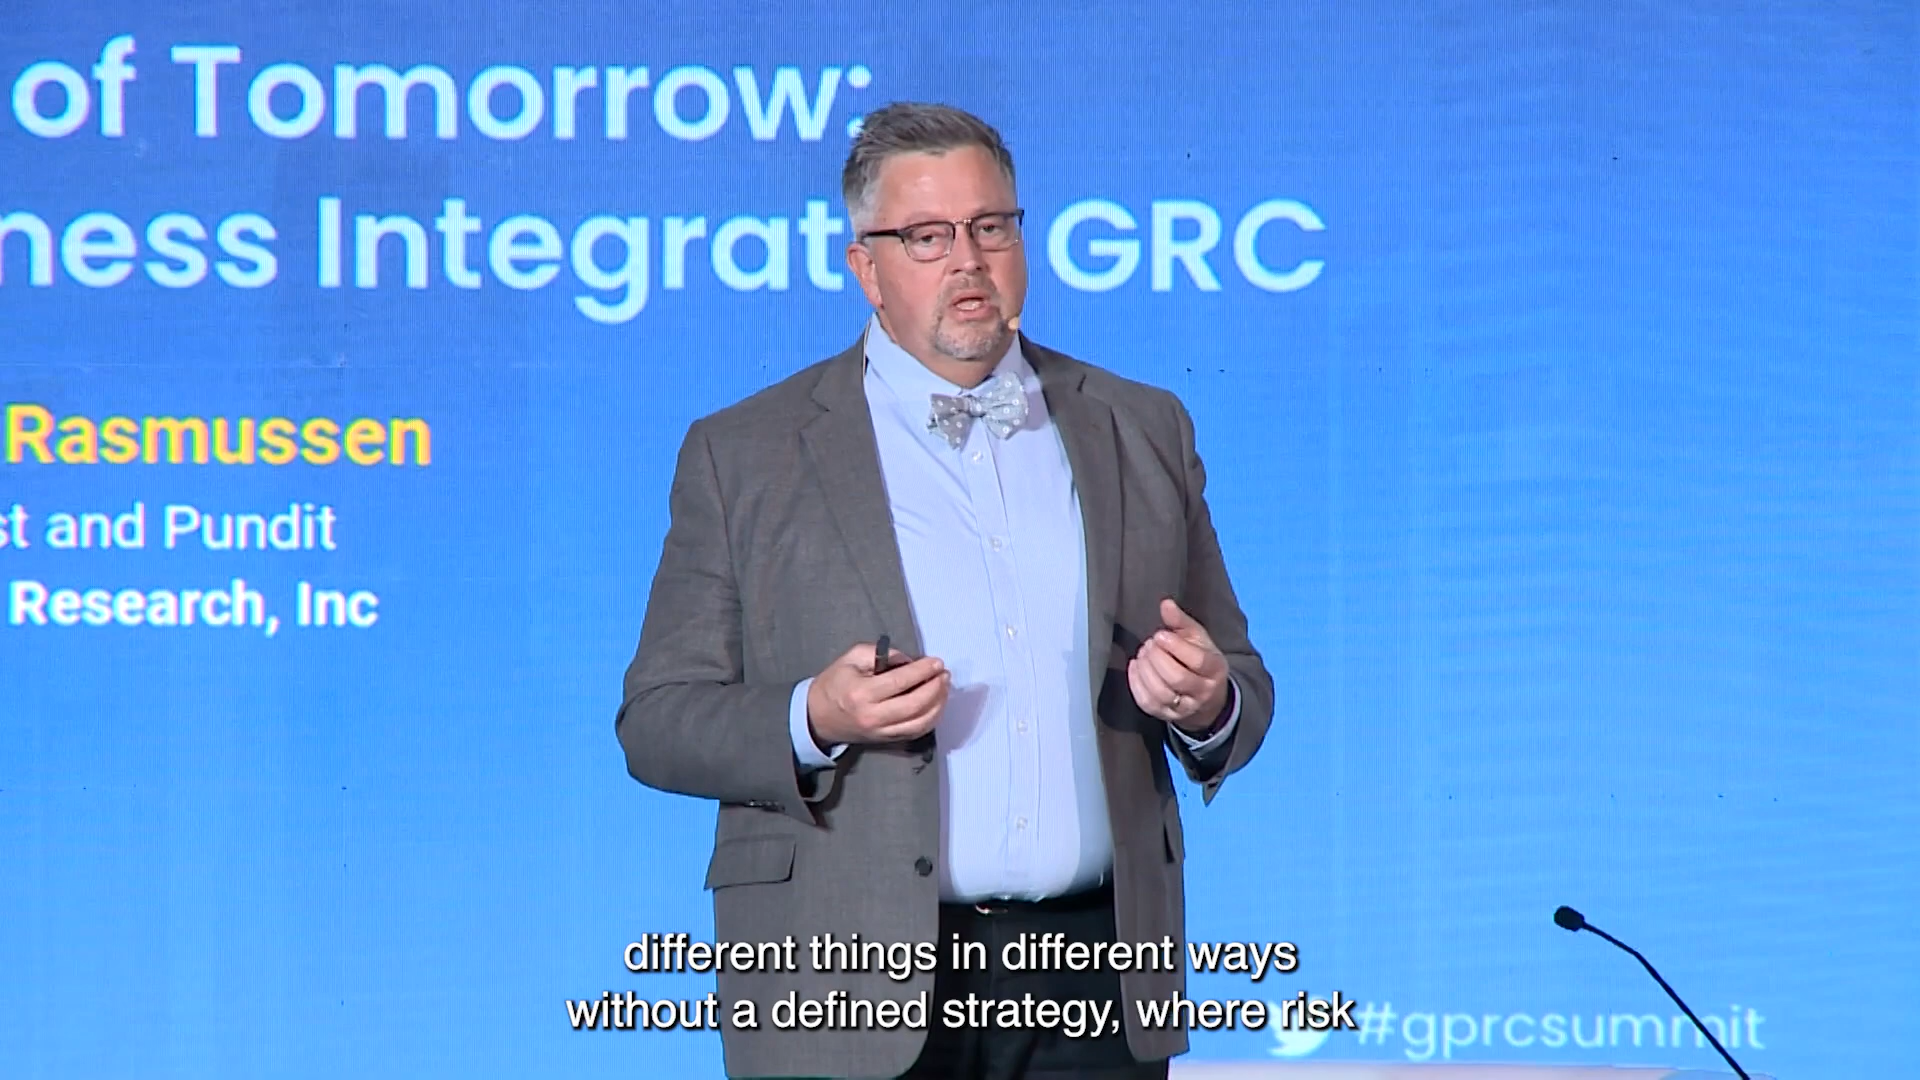 of Tomorrow:
ness Integrat GRC
Rasmussen
st and Pundit
Research, Inc
different things in different ways
without a defined strategy, where risk
#gprcsummit